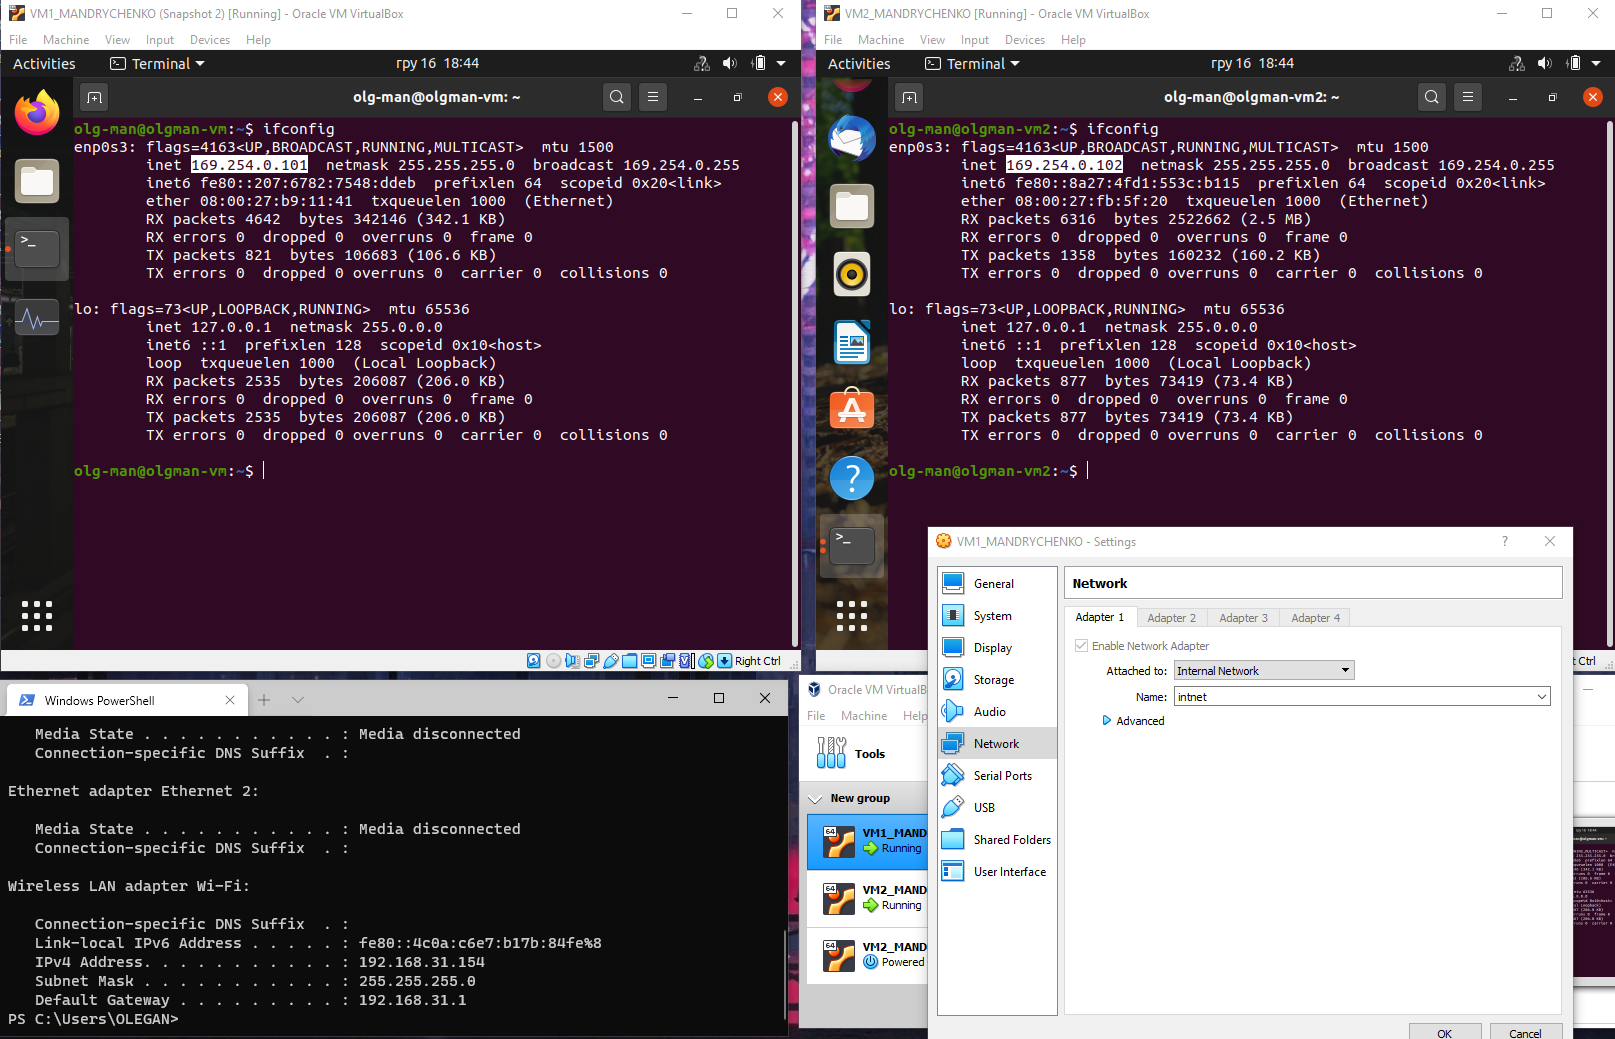 VM1_MANDRYCHENKO (Snapshot 2) [Running] - Oracle VM VirtualBox
File Machine View Input Devices Help
Activities Terminal гру 16 18:44
olg-man@olgman-vm: ~
olg-man@olgman-vm:~$ ifconfig
enp0s3: flags=4163<UP,BROADCAST,RUNNING,MULTICAST> mtu 1500
inet 169.254.0.101 netmask 255.255.255.0 broadcast 169.254.0.255
inet6 fe80::207:6782:7548:ddeb prefixlen 64 scopeid 0x20<link>
ether 08:00:27:b9:11:41 txqueuelen 1000 (Ethernet)
RX packets 4642 bytes 342146 (342.1 KB)
RX errors 0 dropped 0 overruns 0 frame 0
TX packets 821 bytes 106683 (106.6 KB)
TX errors 0 dropped 0 overruns 0 carrier 0 collisions 0
lo: flags=73<UP,LOOPBACK,RUNNING> mtu 65536
inet 127.0.0.1 netmask 255.0.0.0
inet6 ::1 prefixlen 128 scopeid 0x10<host>
loop txqueuelen 1000 (Local Loopback)
RX packets 2535 bytes 206087 (206.0 KB)
RX errors 0 dropped 0 overruns 0 frame 0
TX packets 2535 bytes 206087 (206.0 KB)
TX errors 0 dropped 0 overruns 0 carrier 0 collisions 0
olg-man@olgman-vm:~$
Right Ctrl
VM2_MANDRYCHENKO [Running] - Oracle VM VirtualBox
File Machine View Input Devices Help
Activities Terminal гру 16 18:44
olg-man@olgman-vm2: ~
olg-man@olgman-vm2:~$ ifconfig
enp0s3: flags=4163<UP,BROADCAST,RUNNING,MULTICAST> mtu 1500
inet 169.254.0.102 netmask 255.255.255.0 broadcast 169.254.0.255
inet6 fe80::8a27:4fd1:553c:b115 prefixlen 64 scopeid 0x20<link>
ether 08:00:27:fb:5f:20 txqueuelen 1000 (Ethernet)
RX packets 6316 bytes 2522662 (2.5 MB)
RX errors 0 dropped 0 overruns 0 frame 0
TX packets 1358 bytes 160232 (160.2 KB)
TX errors 0 dropped 0 overruns 0 carrier 0 collisions 0
lo: flags=73<UP,LOOPBACK,RUNNING> mtu 65536
inet 127.0.0.1 netmask 255.0.0.0
inet6 ::1 prefixlen 128 scopeid 0x10<host>
loop txqueuelen 1000 (Local Loopback)
RX packets 877 bytes 73419 (73.4 KB)
RX errors 0 dropped 0 overruns 0 frame 0
TX packets 877 bytes 73419 (73.4 KB)
TX errors 0 dropped 0 overruns 0 carrier 0 collisions 0
olg-man@olgman-vm2:~$
t Ctrl
Windows PowerShell
Media State . . . . . . . . . . . : Media disconnected
Connection-specific DNS Suffix . :
Ethernet adapter Ethernet 2:
Media State . . . . . . . . . . . : Media disconnected
Connection-specific DNS Suffix . :
Wireless LAN adapter Wi-Fi:
Connection-specific DNS Suffix . :
Link-local IPv6 Address . . . . . : fe80::4c0a:c6e7:b17b:84fe%8
IPv4 Address. . . . . . . . . . . : 192.168.31.154
Subnet Mask . . . . . . . . . . . : 255.255.255.0
Default Gateway . . . . . . . . . : 192.168.31.1
PS C:\Users\OLEGAN>
Oracle VM VirtualB
File Machine Help
Tools
New group
64 VM1_MAND
Running
64 VM2_MAND
Running
64 VM2_MAND
Powered
VM1_MANDRYCHENKO - Settings
General
System
Display
Storage
Audio
Network
Serial Ports
USB
Shared Folders
User Interface
Network
Adapter 1 Adapter 2 Adapter 3 Adapter 4
Enable Network Adapter
Attached to: Internal Network
Name: intnet
Advanced
OK Cancel